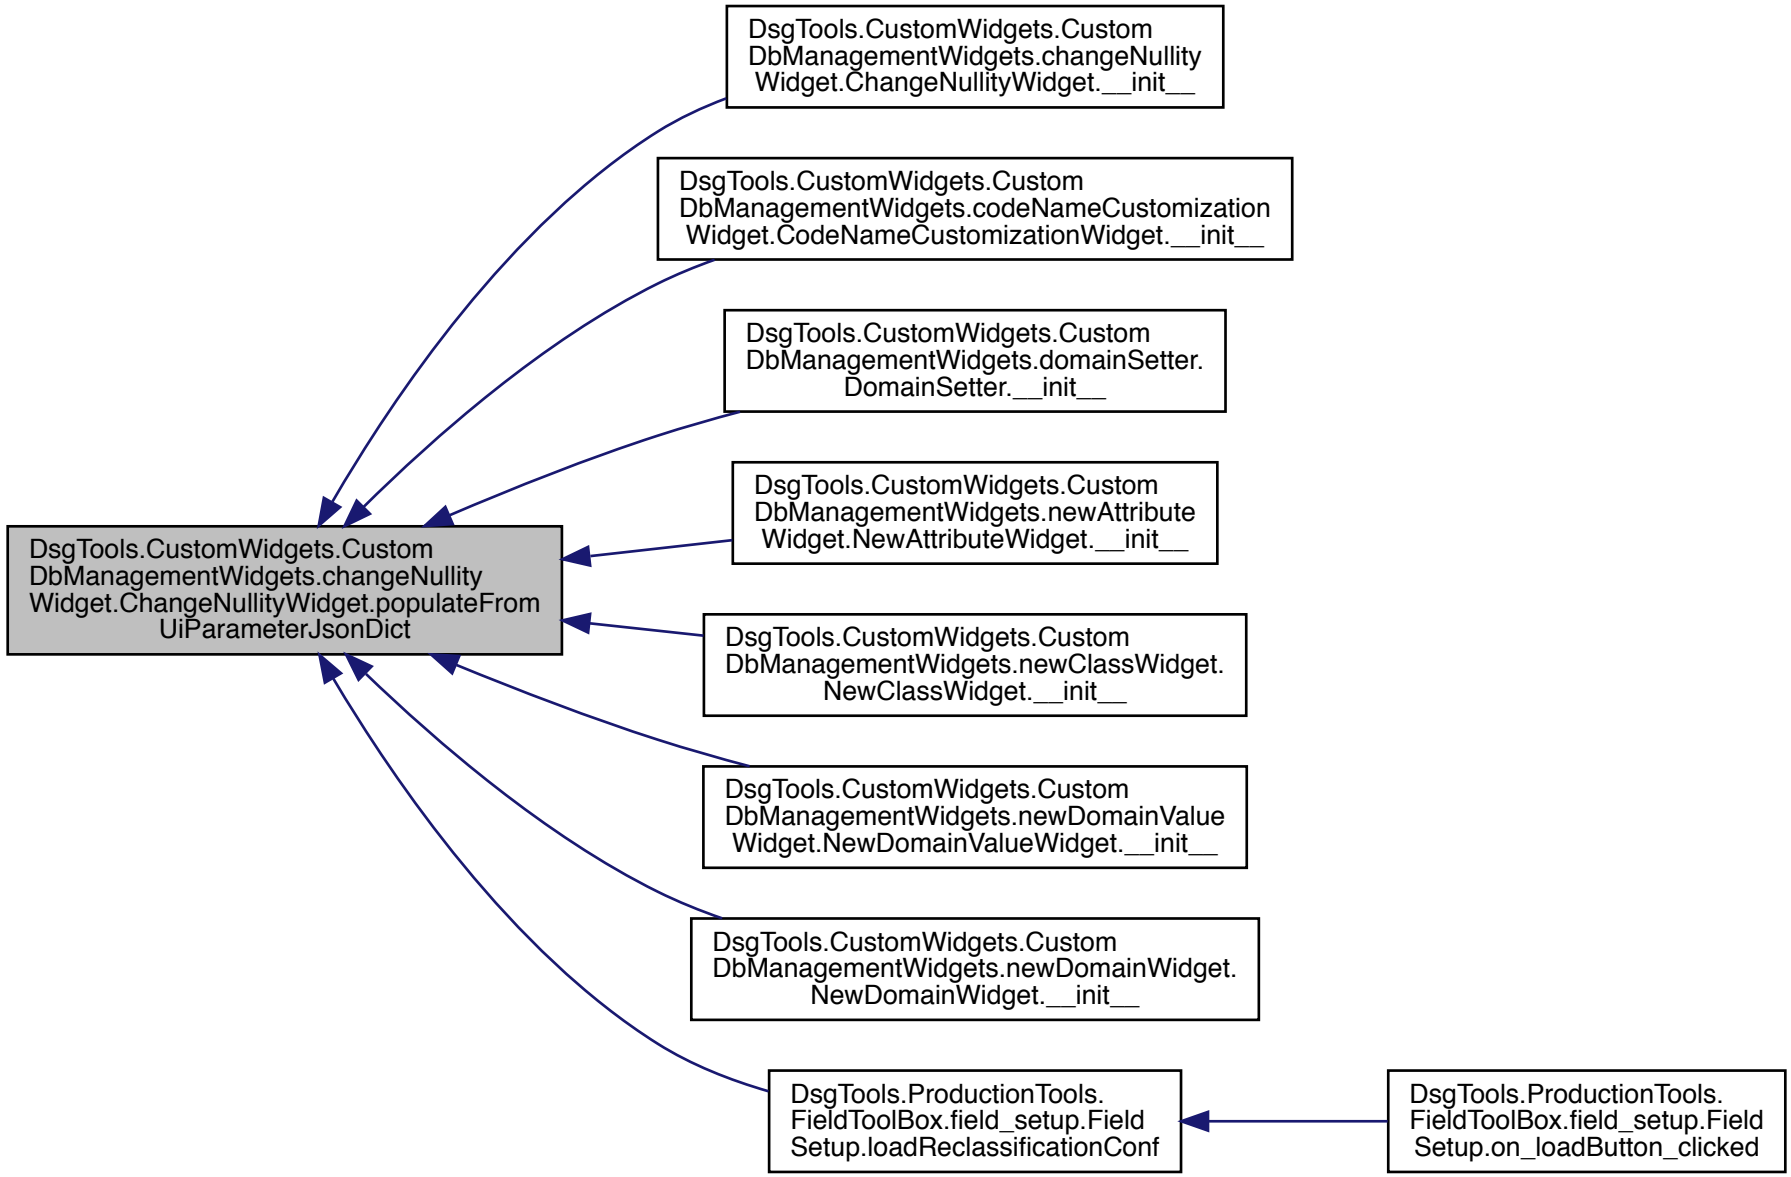 DsgTools.CustomWidgets.Custom
DbManagementWidgets.changeNullity
Widget.ChangeNullityWidget.__init__
DsgTools.CustomWidgets.Custom
DbManagementWidgets.codeNameCustomization
Widget.CodeNameCustomizationWidget.__init__
DsgTools.CustomWidgets.Custom
DbManagementWidgets.domainSetter.
DomainSetter.__init__
DsgTools.CustomWidgets.Custom
DbManagementWidgets.newAttribute
Widget.NewAttributeWidget.__init__
DsgTools.CustomWidgets.Custom
DbManagementWidgets.changeNullity
Widget.ChangeNullityWidget.populateFrom
UiParameterJsonDict
DsgTools.CustomWidgets.Custom
DbManagementWidgets.newClassWidget.
NewClassWidget.__init__
DsgTools.CustomWidgets.Custom
DbManagementWidgets.newDomainValue
Widget.NewDomainValueWidget.__init__
DsgTools.CustomWidgets.Custom
DbManagementWidgets.newDomainWidget.
NewDomainWidget.__init__
DsgTools.ProductionTools.
FieldToolBox.field_setup.Field
Setup.loadReclassificationConf
DsgTools.ProductionTools.
FieldToolBox.field_setup.Field
Setup.on_loadButton_clicked